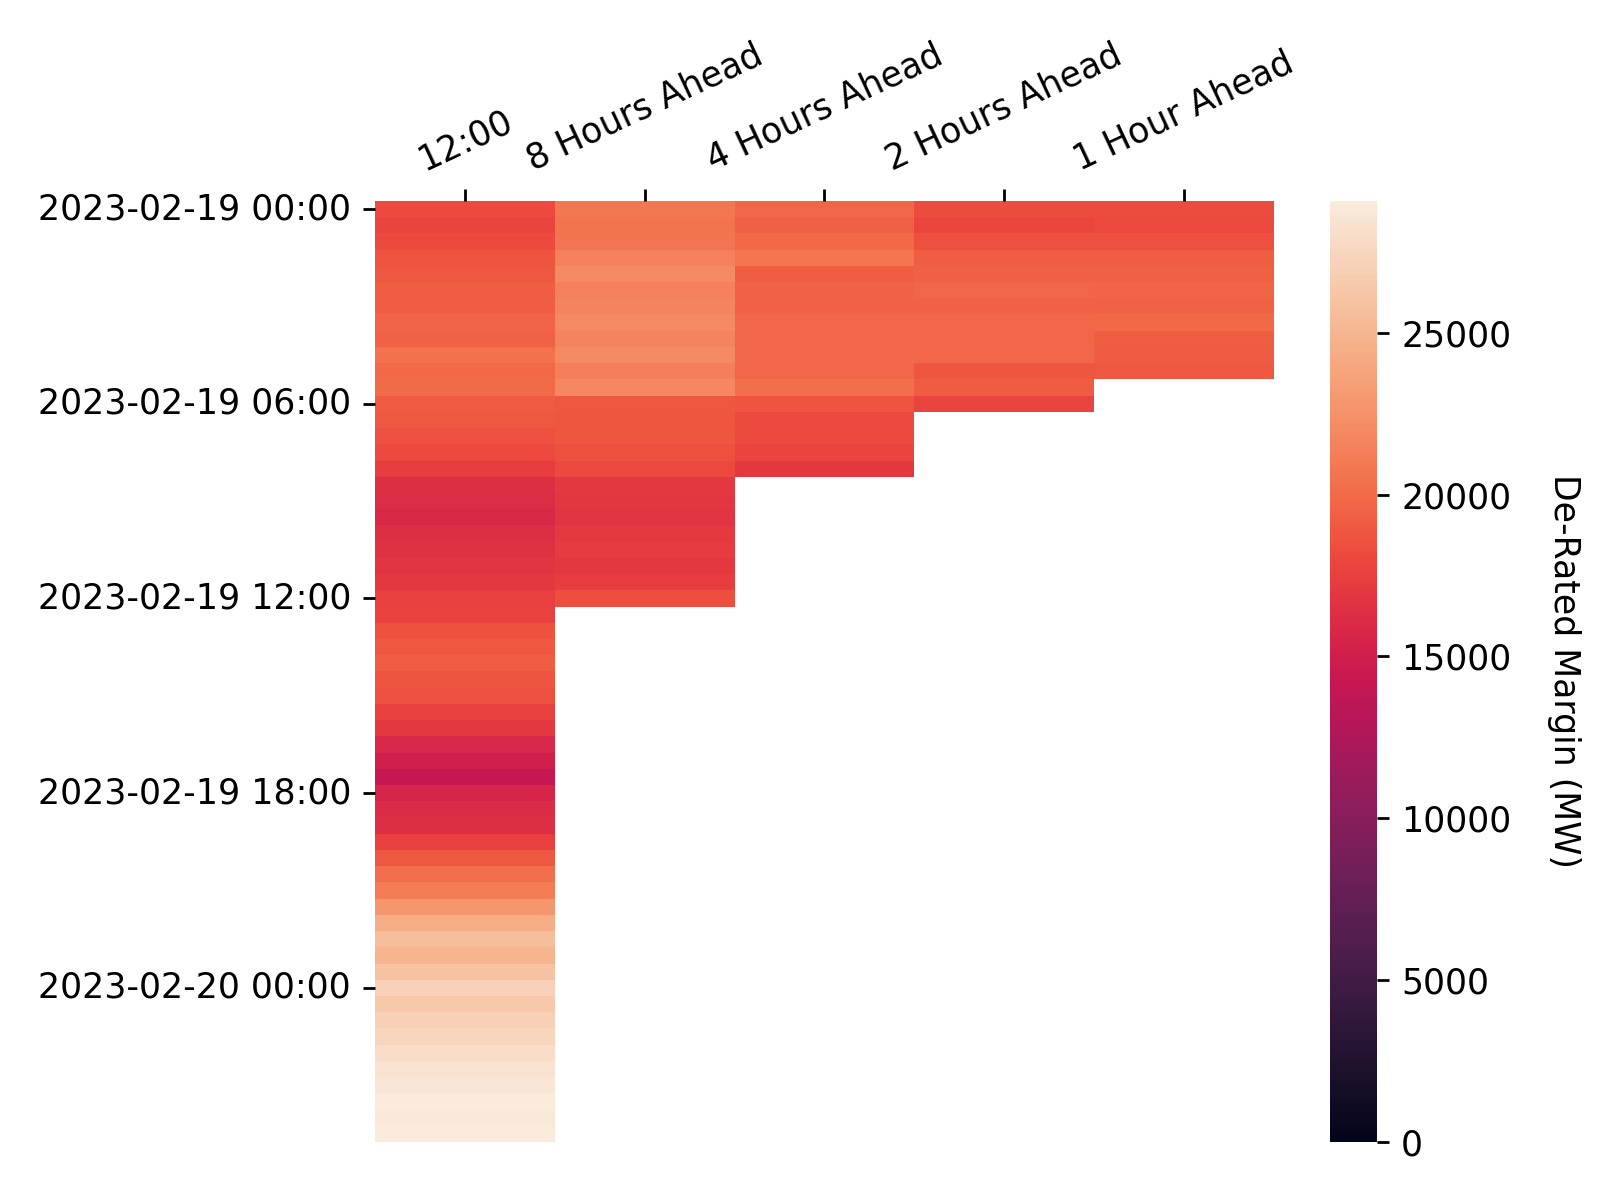 12:00
8 Hours Ahead
4 Hours Ahead
2 Hours Ahead
1 Hour Ahead
2023-02-19 00:00
2023-02-19 06:00
2023-02-19 12:00
2023-02-19 18:00
2023-02-20 00:00
25000
20000
15000
10000
5000
0
De-Rated Margin (MW)